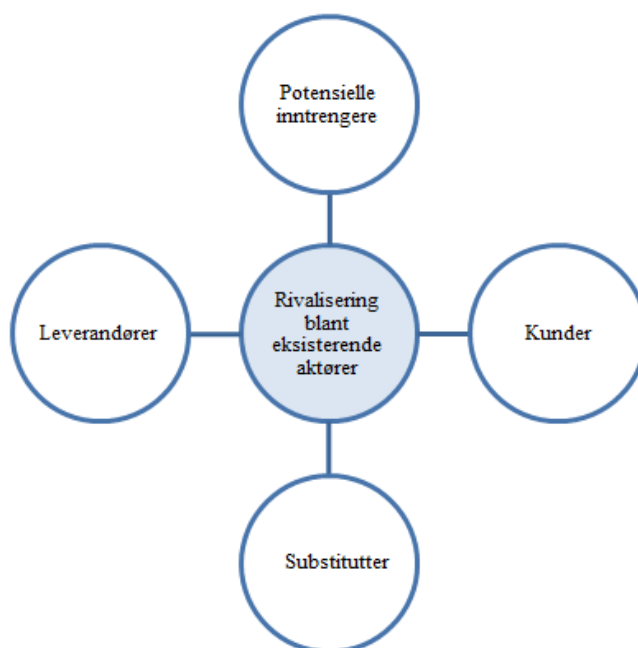 Potensielle
inntrengere
Leverandører
Rivalisering
blant
eksisterende
aktører
Kunder
Substitutter